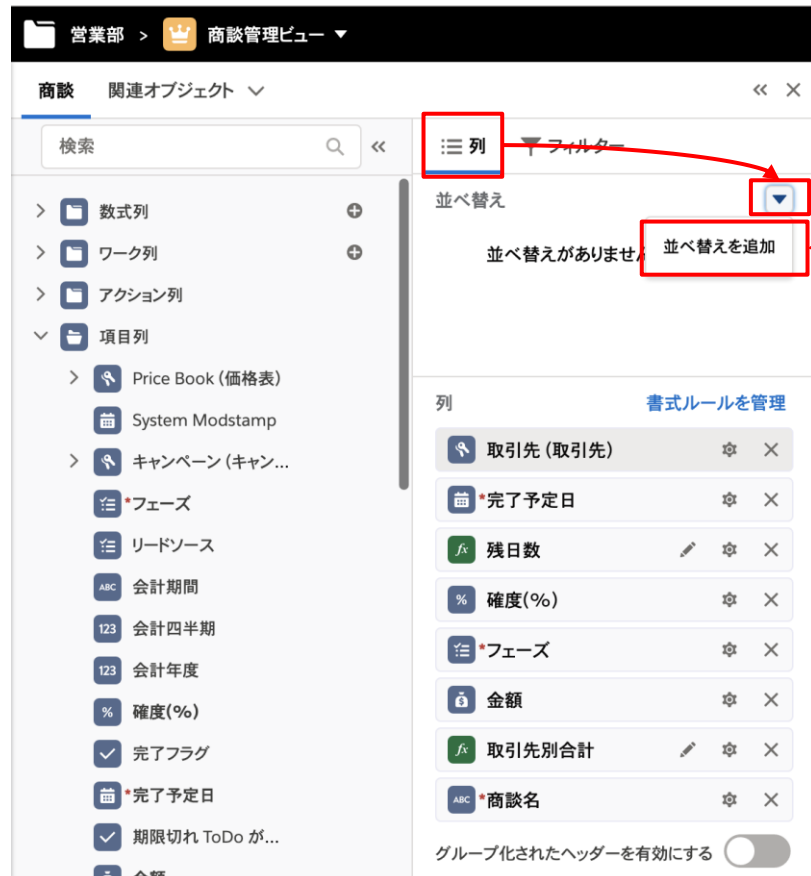 営業部 > 商談管理ビュー ▼
商談 関連オブジェクト
検索
数式列
ワーク列
アクション列
項目列
Price Book (価格表)
System Modstamp
キャンペーン (キャン...
*フェーズ
リードソース
ABC 会計期間
123 会計四半期
123 会計年度
% 確度(%)
完了フラグ
*完了予定日
期限切れ ToDo が...
金額
列 フィルター
並べ替え
並べ替えがありません
並べ替えを追加
列 書式ルールを管理
取引先 (取引先)
*完了予定日
fx 残日数
% 確度(%)
*フェーズ
金額
fx 取引先別合計
ABC *商談名
グループ化されたヘッダーを有効にする